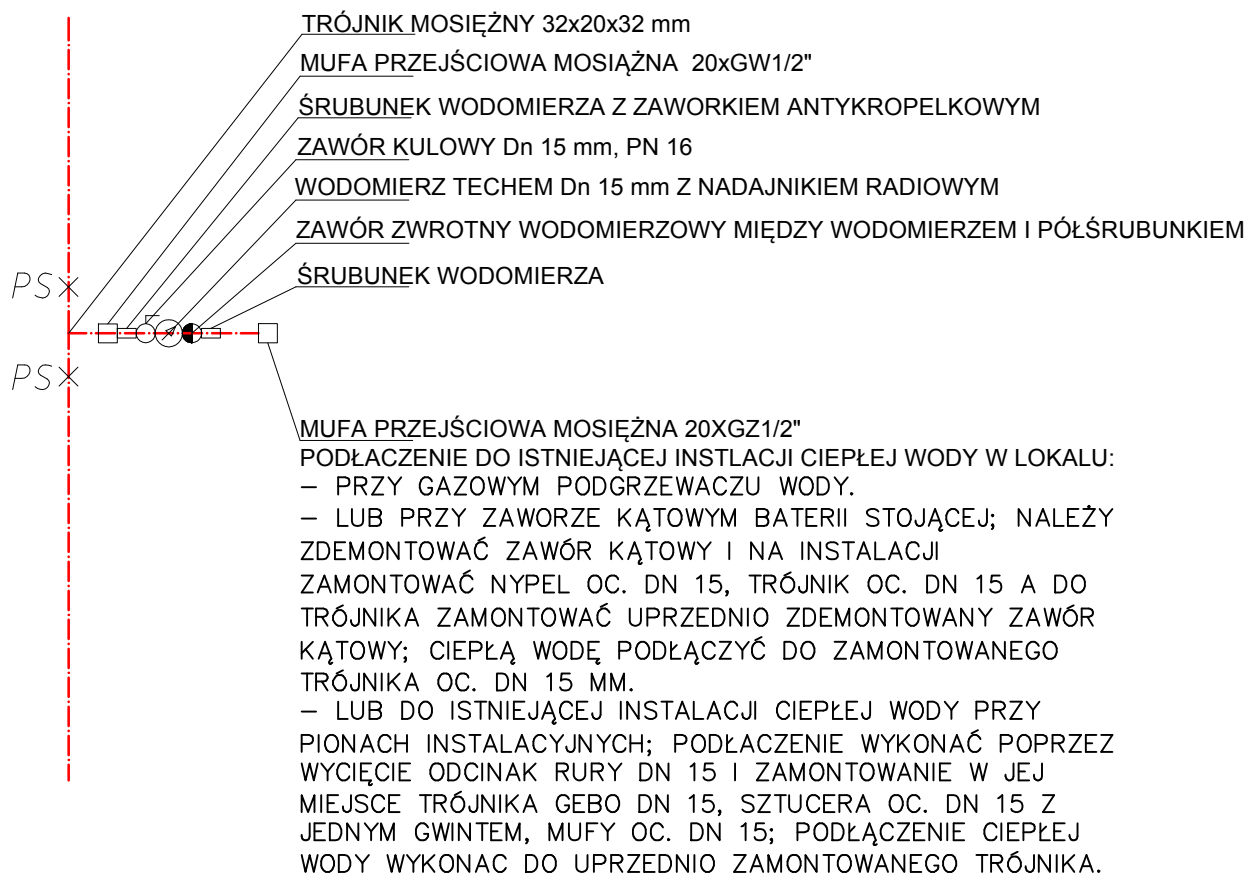 TRÓJNIK MOSIĘŻNY 32x20x32 mm
MUFA PRZEJŚCIOWA MOSIĄŻNA 20xGW1/2"
ŚRUBUNEK WODOMIERZA Z ZAWORKIEM ANTYKROPELKOWYM
ZAWÓR KULOWY Dn 15 mm, PN 16
WODOMIERZ TECHEM Dn 15 mm Z NADAJNIKIEM RADIOWYM
ZAWÓR ZWROTNY WODOMIERZOWY MIĘDZY WODOMIERZEM I PÓŁŚRUBUNKIEM
ŚRUBUNEK WODOMIERZA
PS
PS
MUFA PRZEJŚCIOWA MOSIĘŻNA 20XGZ1/2"
PODŁACZENIE DO ISTNIEJĄCEJ INSTLACJI CIEPŁEJ WODY W LOKALU:
– PRZY GAZOWYM PODGRZEWACZU WODY.
– LUB PRZY ZAWORZE KĄTOWYM BATERII STOJĄCEJ; NALEŻY
ZDEMONTOWAĆ ZAWÓR KĄTOWY I NA INSTALACJI
ZAMONTOWAĆ NYPEL OC. DN 15, TRÓJNIK OC. DN 15 A DO
TRÓJNIKA ZAMONTOWAĆ UPRZEDNIO ZDEMONTOWANY ZAWÓR
KĄTOWY; CIEPŁĄ WODĘ PODŁĄCZYĆ DO ZAMONTOWANEGO
TRÓJNIKA OC. DN 15 MM.
– LUB DO ISTNIEJĄCEJ INSTALACJI CIEPŁEJ WODY PRZY
PIONACH INSTALACYJNYCH; PODŁACZENIE WYKONAĆ POPRZEZ
WYCIĘCIE ODCINAK RURY DN 15 I ZAMONTOWANIE W JEJ
MIEJSCE TRÓJNIKA GEBO DN 15, SZTUCERA OC. DN 15 Z
JEDNYM GWINTEM, MUFY OC. DN 15; PODŁĄCZENIE CIEPŁEJ
WODY WYKONAC DO UPRZEDNIO ZAMONTOWANEGO TRÓJNIKA.